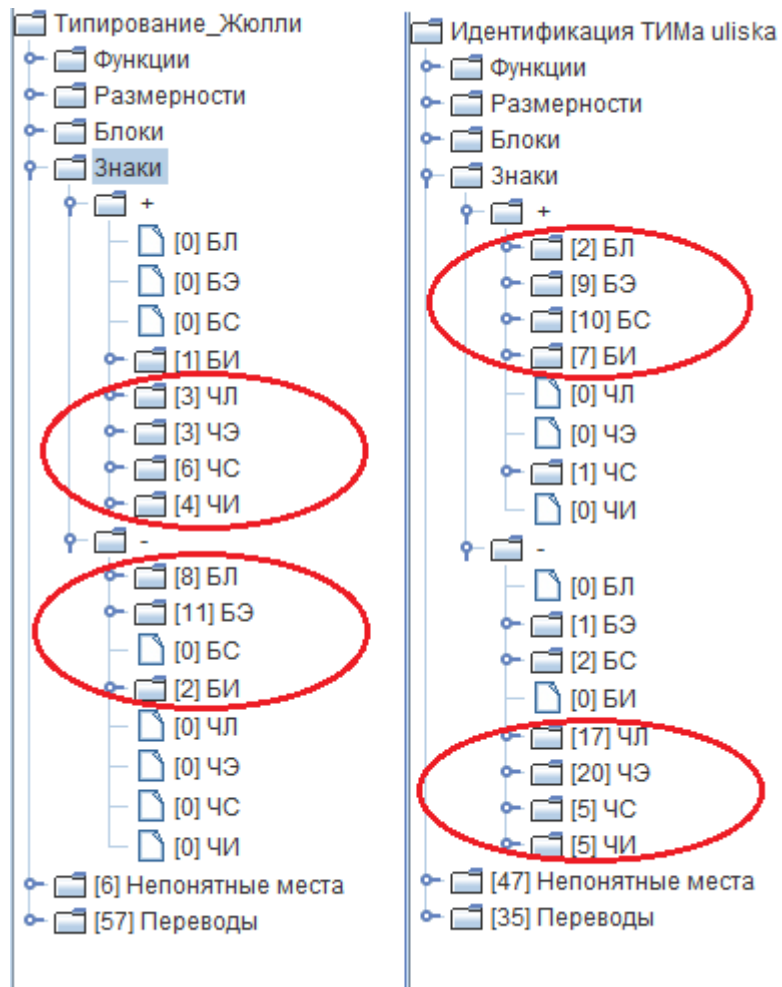 Типирование_Жюлли
Функции
Размерности
Блоки
Знаки
+
[0] БЛ
[0] БЭ
[0] БС
[1] БИ
[3] ЧЛ
[3] ЧЭ
[6] ЧС
[4] ЧИ
-
[8] БЛ
[11] БЭ
[0] БС
[2] БИ
[0] ЧЛ
[0] ЧЭ
[0] ЧС
[0] ЧИ
[6] Непонятные места
[57] Переводы
Идентификация ТИМа uliska
Функции
Размерности
Блоки
Знаки
+
[2] БЛ
[9] БЭ
[10] БС
[7] БИ
[0] ЧЛ
[0] ЧЭ
[1] ЧС
[0] ЧИ
-
[0] БЛ
[1] БЭ
[2] БС
[0] БИ
[17] ЧЛ
[20] ЧЭ
[5] ЧС
[5] ЧИ
[47] Непонятные места
[35] Переводы